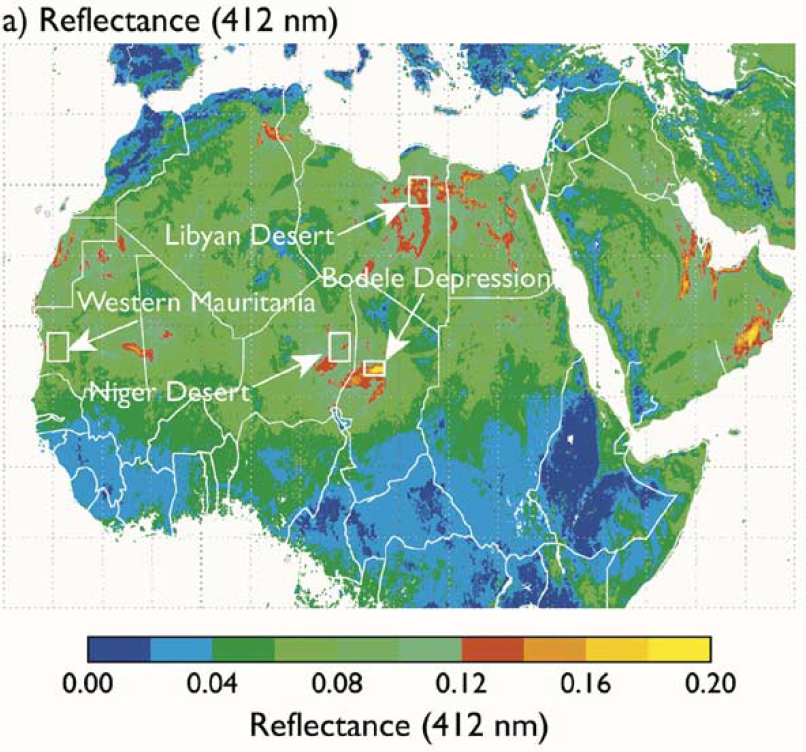 a) Reflectance (412 nm)
Libyan Desert
Bodele Depression
Western Mauritania
Niger Desert
0.00 0.04 0.08 0.12 0.16 0.20
Reflectance (412 nm)